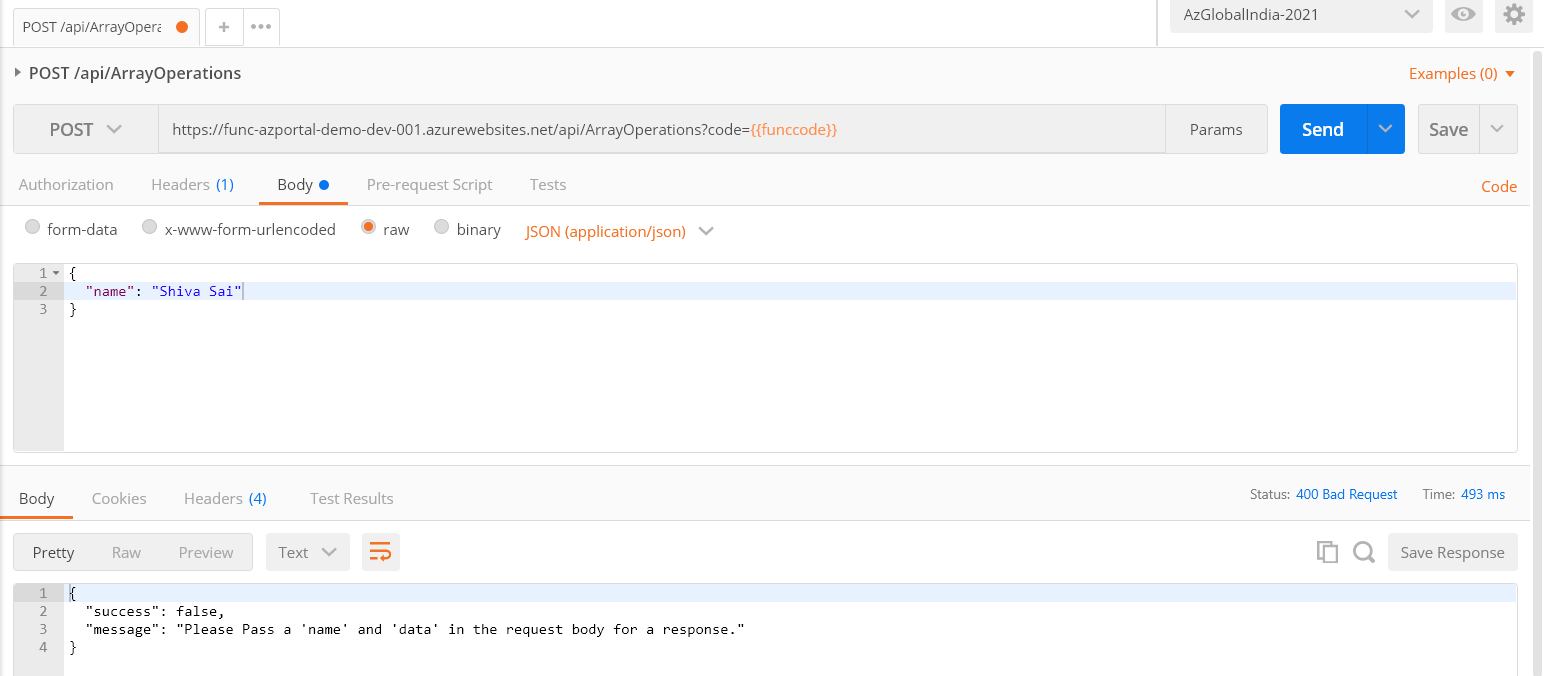 POST /api/ArrayOpera
+
•••
AzGlobalIndia-2021
POST /api/ArrayOperations
Examples (0)
POST
https://func-azportal-demo-dev-001.azurewebsites.net/api/ArrayOperations?code={{funccode}}
Params
Send
Save
Authorization
Headers (1)
Body
Pre-request Script
Tests
Code
form-data
x-www-form-urlencoded
raw
binary
JSON (application/json)
1 {
2 "name": "Shiva Sai"
3 }
Body
Cookies
Headers (4)
Test Results
Status: 400 Bad Request
Time: 493 ms
Pretty
Raw
Preview
Text
Save Response
1 {
2 "success": false,
3 "message": "Please Pass a 'name' and 'data' in the request body for a response."
4 }